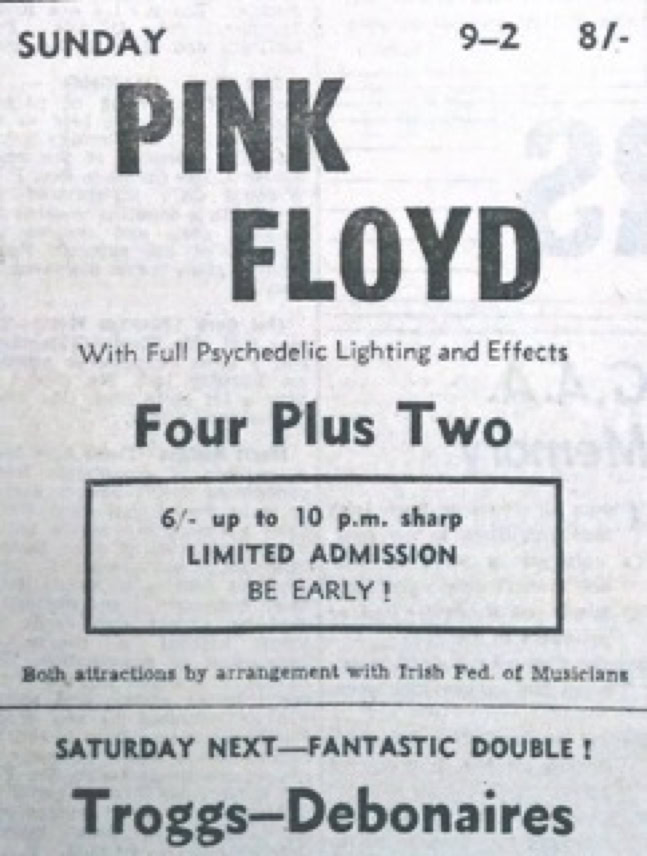 SUNDAY 9–2 8/-
PINK
FLOYD
With Full Psychedelic Lighting and Effects
Four Plus Two
6/- up to 10 p.m. sharp
LIMITED ADMISSION
BE EARLY !
Both attractions by arrangement with Irish Fed. of Musicians
SATURDAY NEXT—FANTASTIC DOUBLE !
Troggs—Debonaires